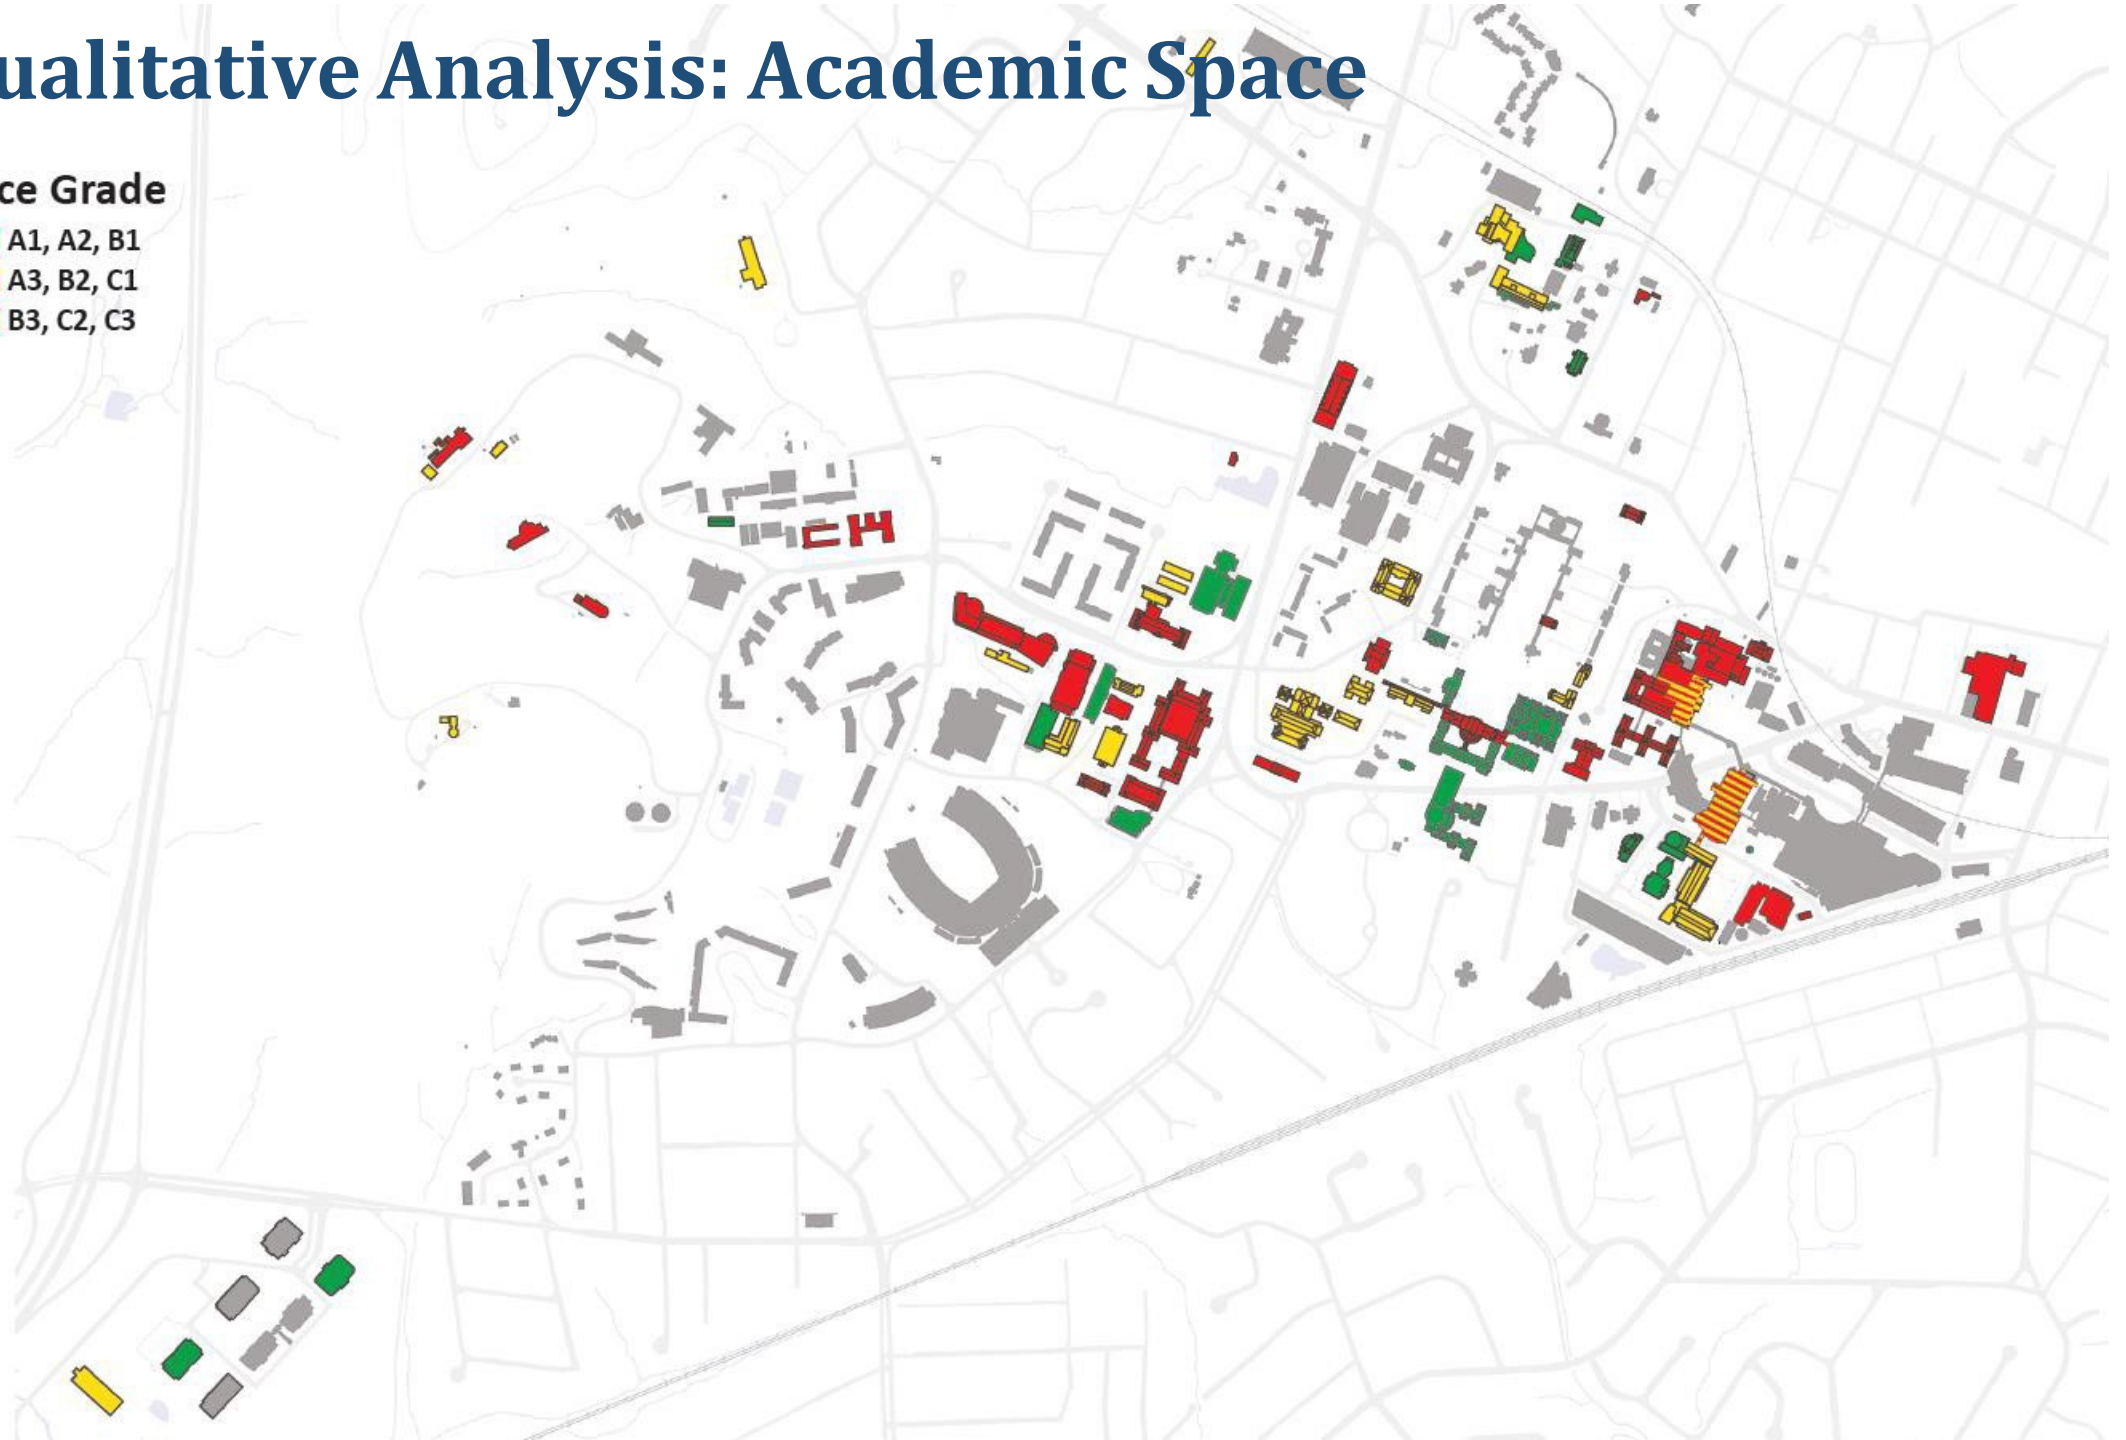 ualitative Analysis: Academic Space
ce Grade
A1, A2, B1
A3, B2, C1
B3, C2, C3